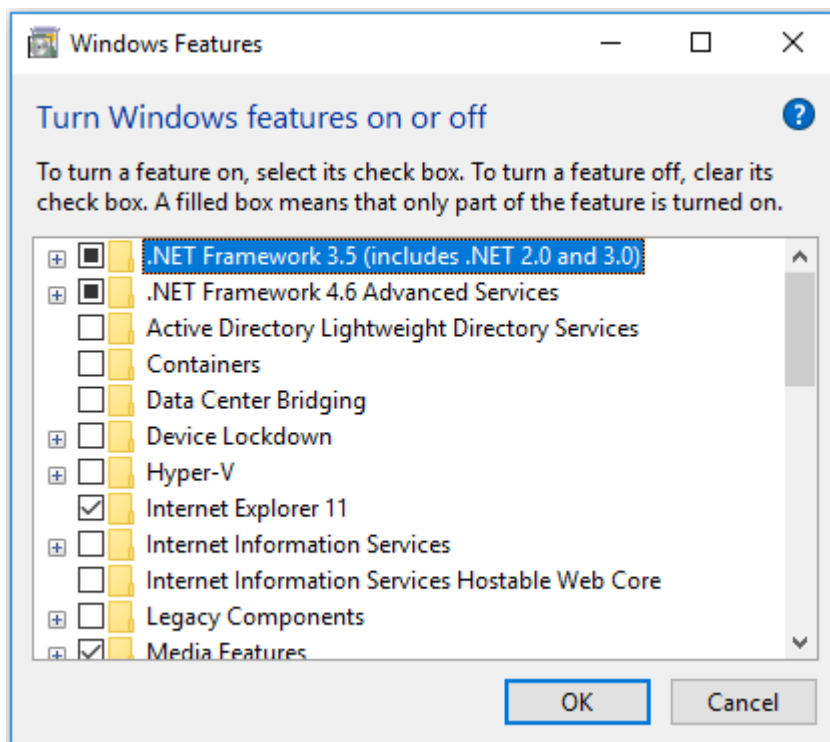 Windows Features
Turn Windows features on or off
To turn a feature on, select its check box. To turn a feature off, clear its
check box. A filled box means that only part of the feature is turned on.
.NET Framework 3.5 (includes .NET 2.0 and 3.0)
.NET Framework 4.6 Advanced Services
Active Directory Lightweight Directory Services
Containers
Data Center Bridging
Device Lockdown
Hyper-V
Internet Explorer 11
Internet Information Services
Internet Information Services Hostable Web Core
Legacy Components
Media Features
OK
Cancel